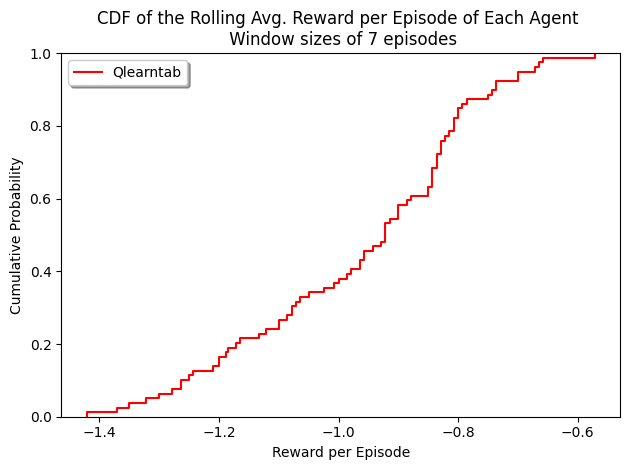 CDF of the Rolling Avg. Reward per Episode of Each Agent
Window sizes of 7 episodes
Qlearntab
1.0
0.8
0.6
0.4
0.2
0.0
Cumulative Probability
−1.4
−1.2
−1.0
−0.8
−0.6
Reward per Episode